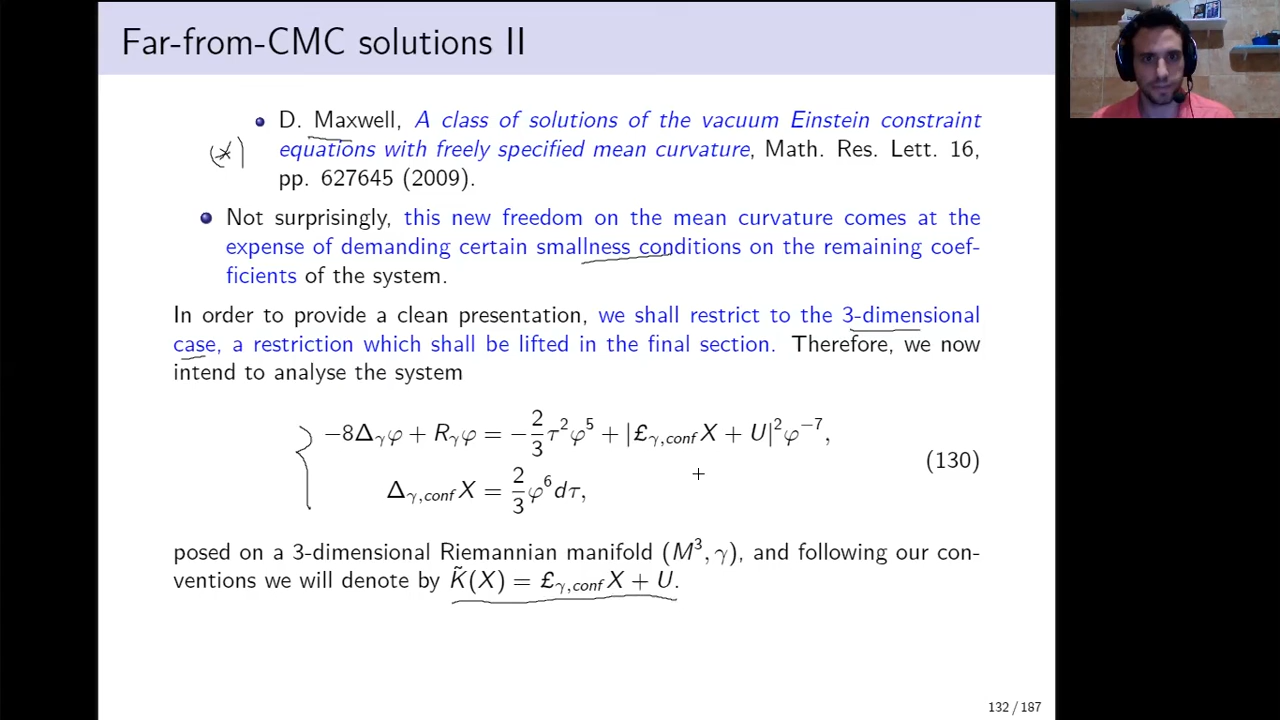 Far-from-CMC solutions II
• D. Maxwell, A class of solutions of the vacuum Einstein constraint
(*) equations with freely specified mean curvature, Math. Res. Lett. 16,
pp. 627645 (2009).
• Not surprisingly, this new freedom on the mean curvature comes at the
expense of demanding certain smallness conditions on the remaining coef-
ficients of the system.
In order to provide a clean presentation, we shall restrict to the 3-dimensional
case, a restriction which shall be lifted in the final section. Therefore, we now
intend to analyse the system
−8Δ_γφ + R_γφ = −2/3 τ²φ⁵ + |£_{γ,conf}X + U|²φ⁻⁷,
Δ_{γ,conf}X = 2/3 φ⁶dτ,
(130)
posed on a 3-dimensional Riemannian manifold (M³, γ), and following our con-
ventions we will denote by K̃(X) = £_{γ,conf}X + U.
132 / 187